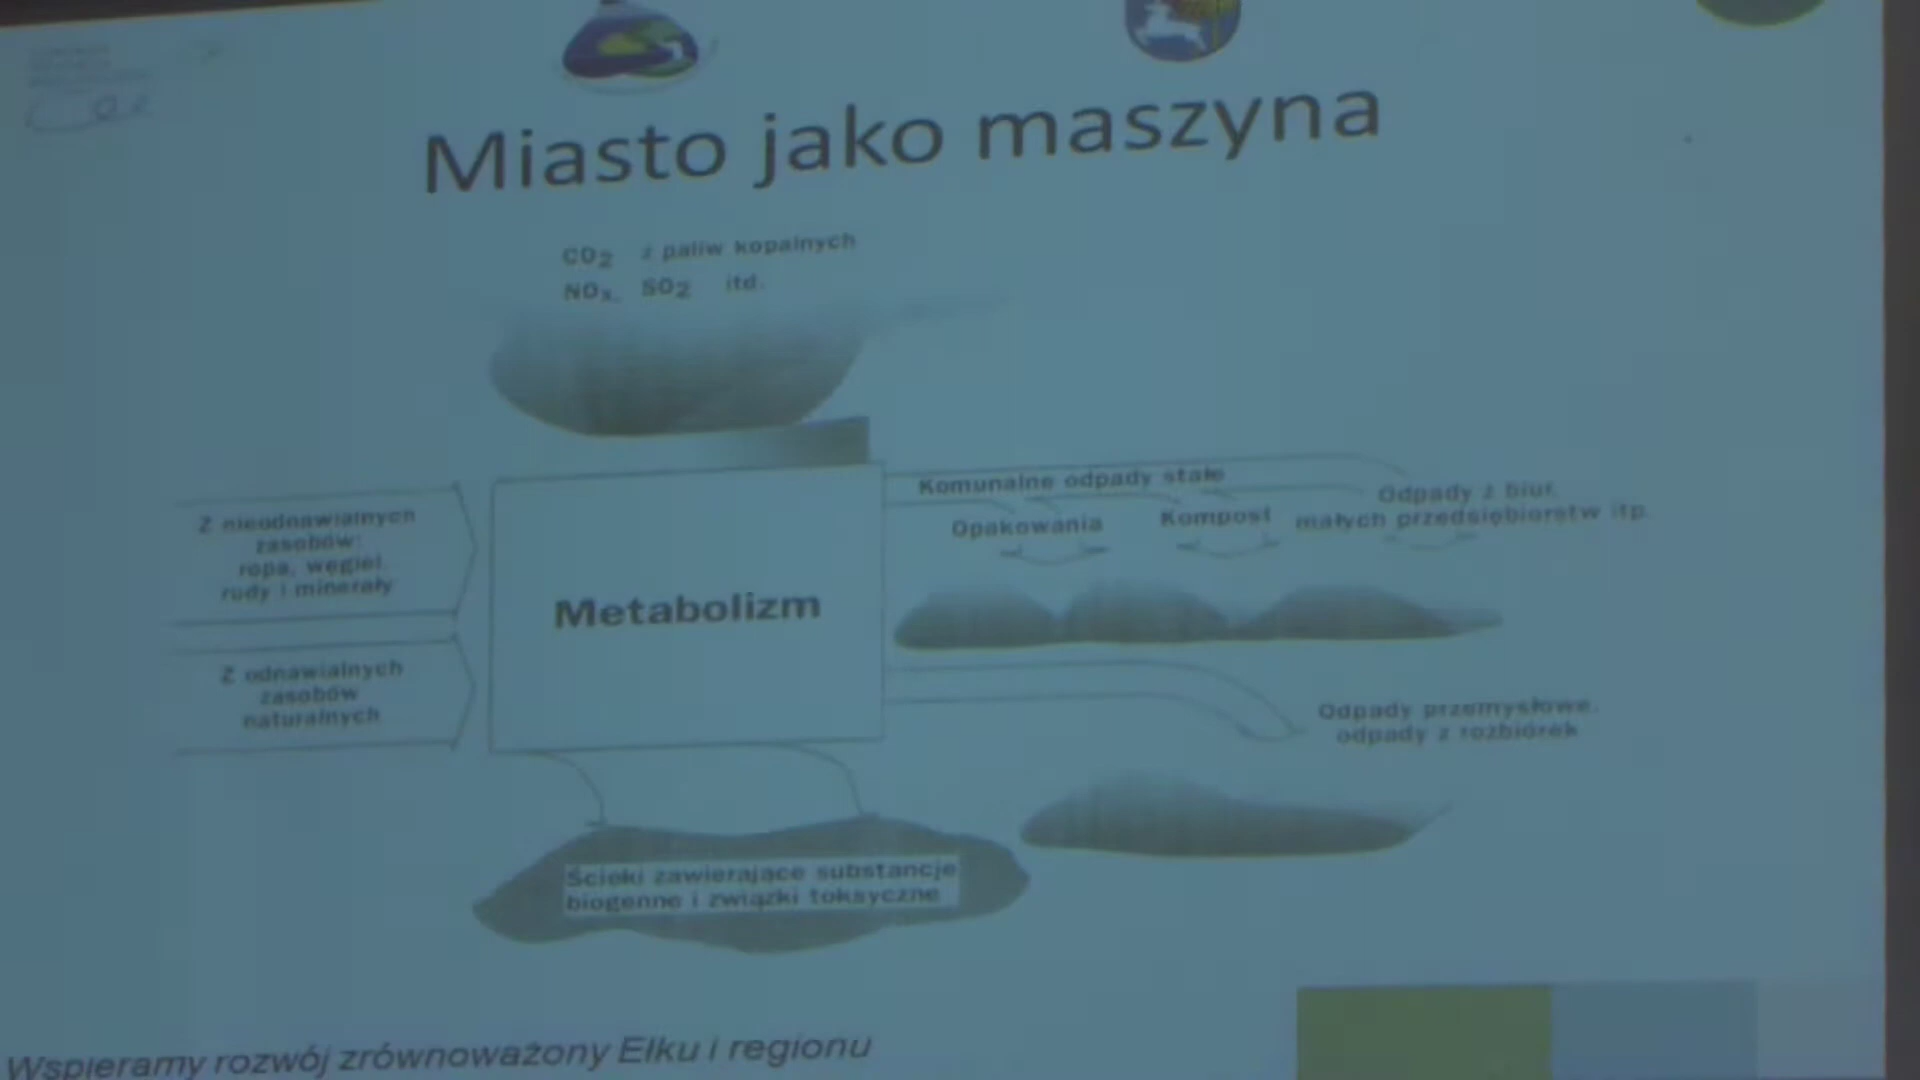 Miasto jako maszyna
CO2 z paliw kopalnych
NOx, SO2 itd.
Z nieodnawialnych
zasobów:
ropa, węgiel,
rudy i minerały
Z odnawialnych
zasobów
naturalnych
Metabolizm
Komunalne odpady stałe
Opakowania
Kompost
Odpady z biur,
małych przedsiębiorstw itp.
Odpady przemysłowe,
odpady z rozbiórek
Ścieki zawierające substancje
biogenne i związki toksyczne
Wspieramy rozwój zrównoważony Ełku i regionu